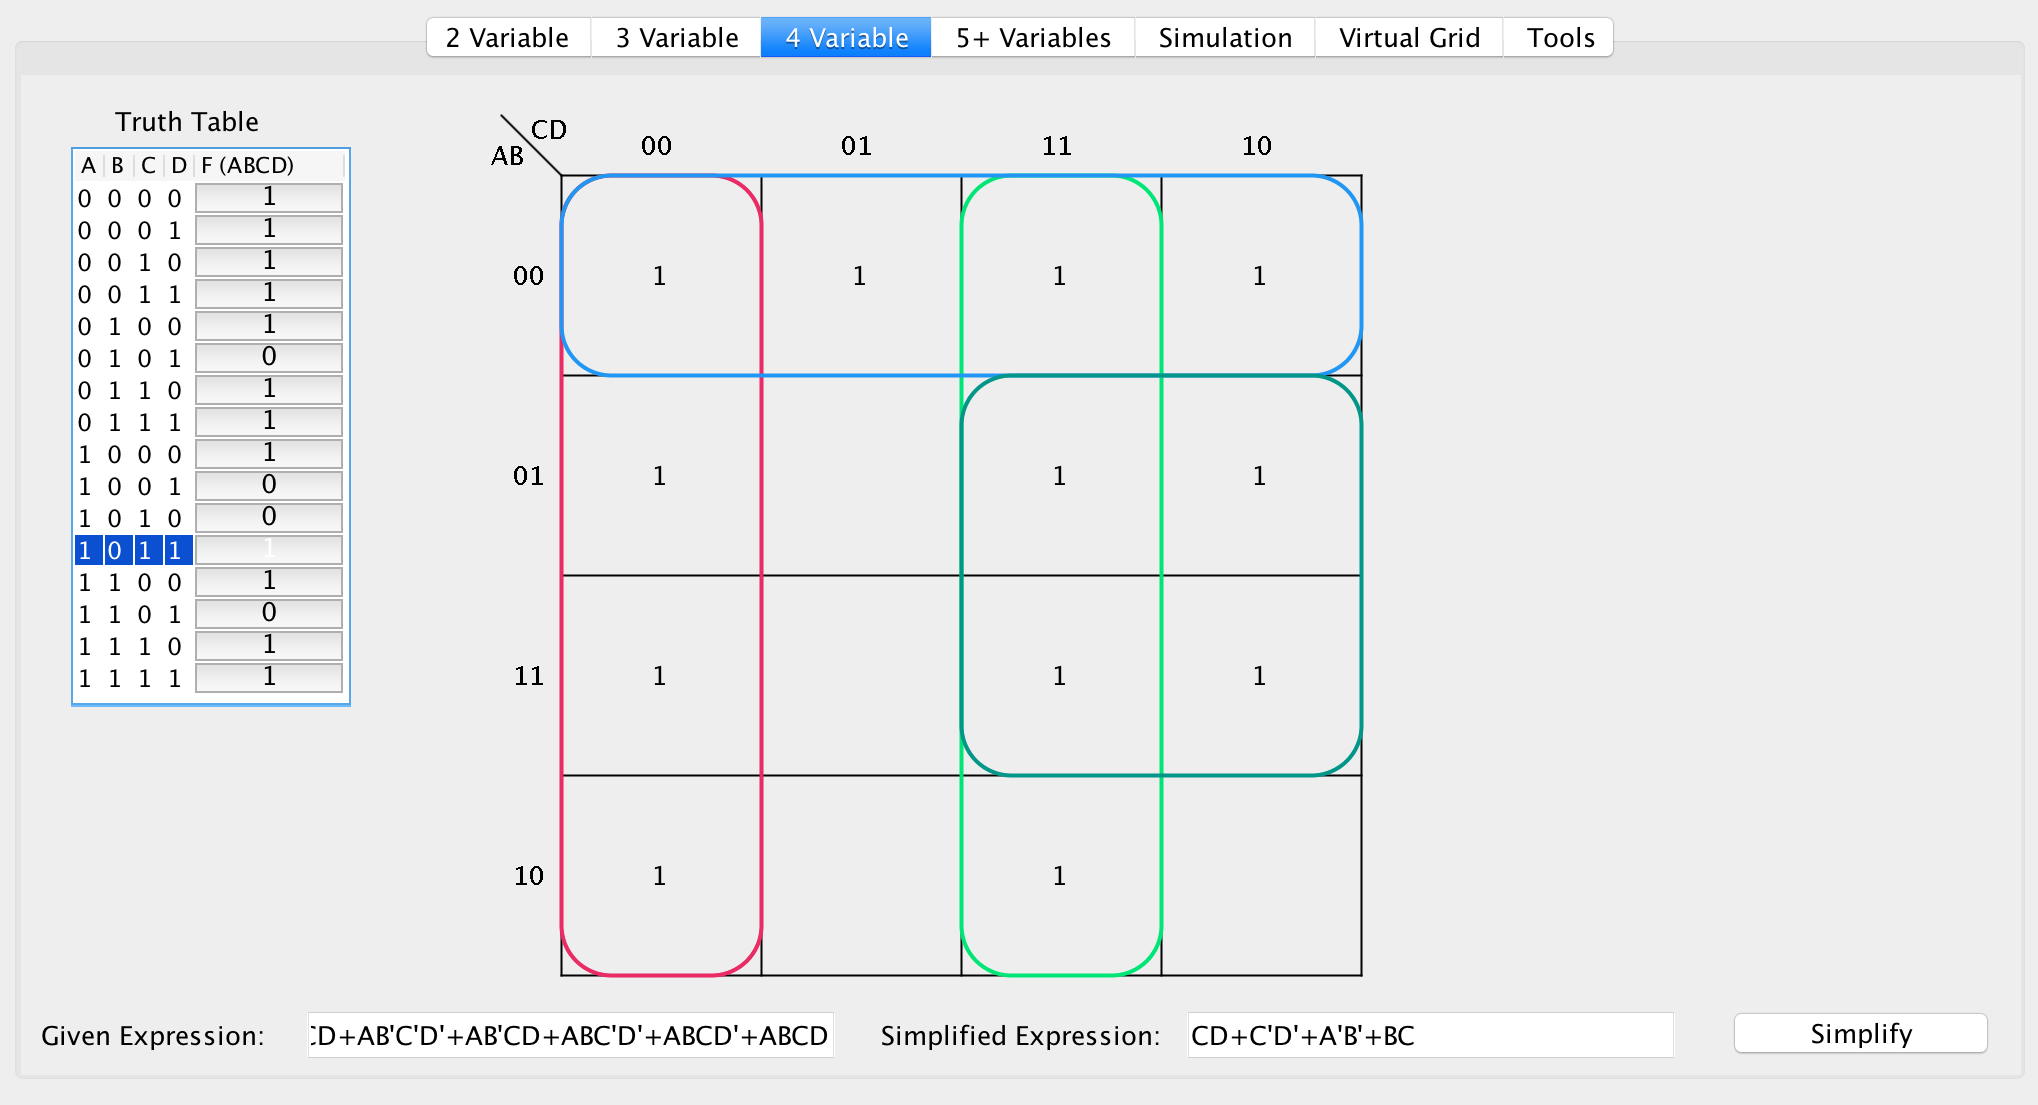 2 Variable 3 Variable 4 Variable 5+ Variables Simulation Virtual Grid Tools
Truth Table
A B C D F (ABCD)
0 0 0 0 1
0 0 0 1 1
0 0 1 0 1
0 0 1 1 1
0 1 0 0 1
0 1 0 1 0
0 1 1 0 1
0 1 1 1 1
1 0 0 0 1
1 0 0 1 0
1 0 1 0 0
1 0 1 1 1
1 1 0 0 1
1 1 0 1 0
1 1 1 0 1
1 1 1 1 1
CD
AB
00 01 11 10
00 1 1 1 1
01 1 1 1
11 1 1 1
10 1 1
Given Expression: CD+AB'C'D'+AB'CD+ABC'D'+ABCD'+ABCD Simplified Expression: CD+C'D'+A'B'+BC Simplify